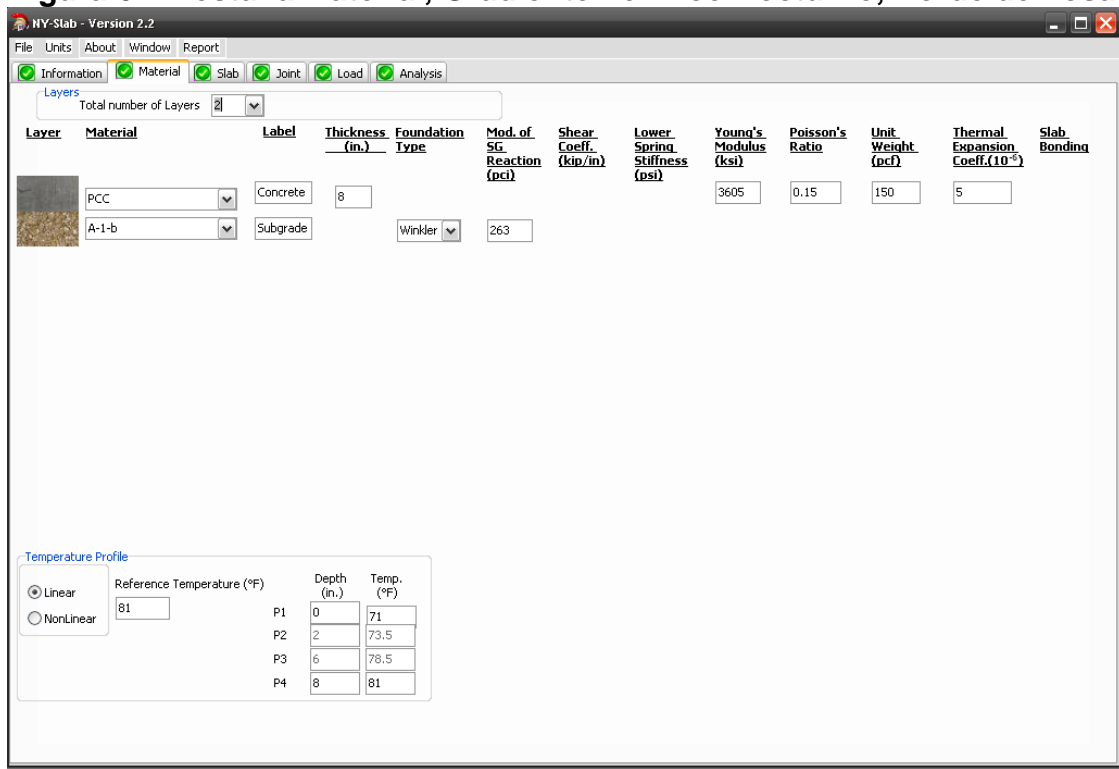 NY-Slab - Version 2.2
File Units About Window Report
Information Material Slab Joint Load Analysis
Layers
Total number of Layers 2
Layer Material Label Thickness (in.) Foundation Type Mod. of SG Reaction (pci) Shear Coeff. (kip/in) Lower Spring Stiffness (psi) Young's Modulus (ksi) Poisson's Ratio Unit Weight (pcf) Thermal Expansion Coeff.(10⁻⁶) Slab Bonding
PCC Concrete 8 3605 0.15 150 5
A-1-b Subgrade Winkler 263
Temperature Profile
Linear
NonLinear
Reference Temperature (°F)
81
Depth (in.) Temp. (°F)
P1 0 71
P2 2 73.5
P3 6 78.5
P4 8 81